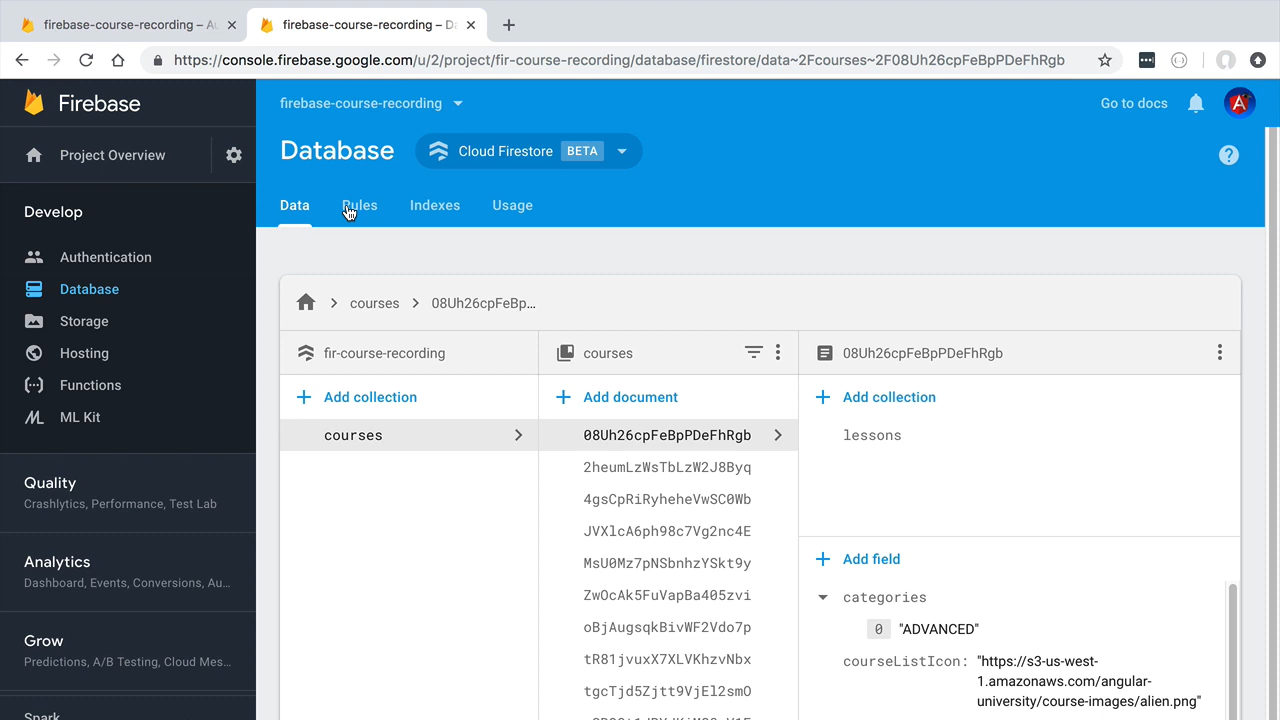 firebase-course-recording – Au
firebase-course-recording – Da
https://console.firebase.google.com/u/2/project/fir-course-recording/database/firestore/data~2Fcourses~2F08Uh26cpFeBpPDeFhRgb
Firebase
firebase-course-recording
Go to docs
Project Overview
Database
Cloud Firestore BETA
Data
Rules
Indexes
Usage
Develop
Authentication
Database
Storage
Hosting
Functions
ML Kit
Quality
Crashlytics, Performance, Test Lab
Analytics
Dashboard, Events, Conversions, Au...
Grow
Predictions, A/B Testing, Cloud Mes...
Spark
courses
08Uh26cpFeBp...
fir-course-recording
courses
08Uh26cpFeBpPDeFhRgb
Add collection
Add document
Add collection
courses
08Uh26cpFeBpPDeFhRgb
2heumLzWsTbLzW2J8Byq
4gsCpRiRyheheVwSC0Wb
JVXlcA6ph98c7Vg2nc4E
MsU0Mz7pNSbnhzYSkt9y
ZwOcAk5FuVapBa405zvi
oBjAugsqkBivWF2Vdo7p
tR81jvuxX7XLVKhzvNbx
tgcTjd5Zjtt9VjEl2smO
lessons
Add field
categories
0 "ADVANCED"
courseListIcon: "https://s3-us-west-
1.amazonaws.com/angular-
university/course-images/alien.png"